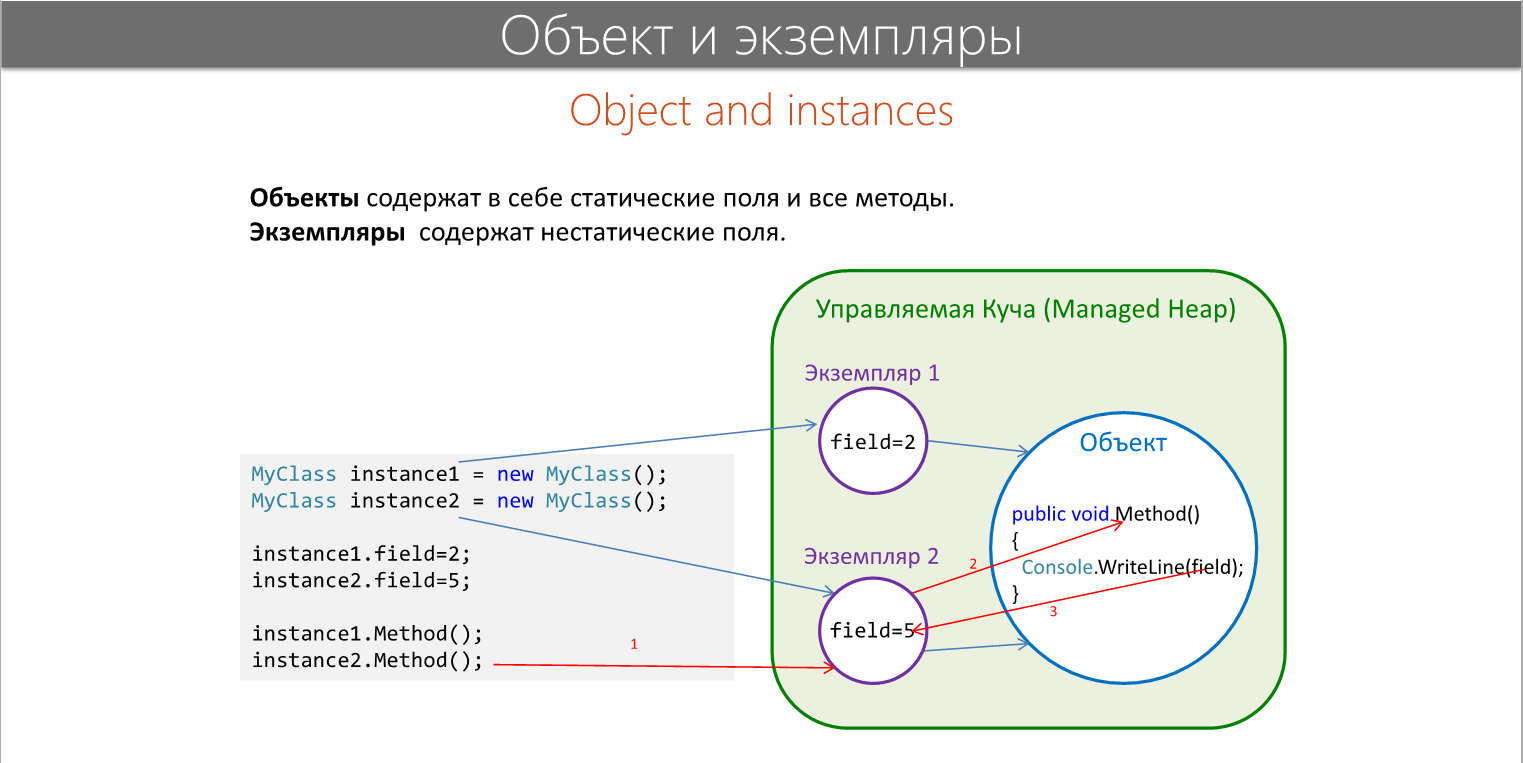 Объект и экземпляры
Object and instances
Объекты содержат в себе статические поля и все методы.
Экземпляры содержат нестатические поля.
MyClass instance1 = new MyClass();
MyClass instance2 = new MyClass();
instance1.field=2;
instance2.field=5;
instance1.Method();
instance2.Method();
1
Управляемая Куча (Managed Heap)
Экземпляр 1
field=2
Экземпляр 2
field=5
2
3
Объект
public void Method()
{
Console.WriteLine(field);
}